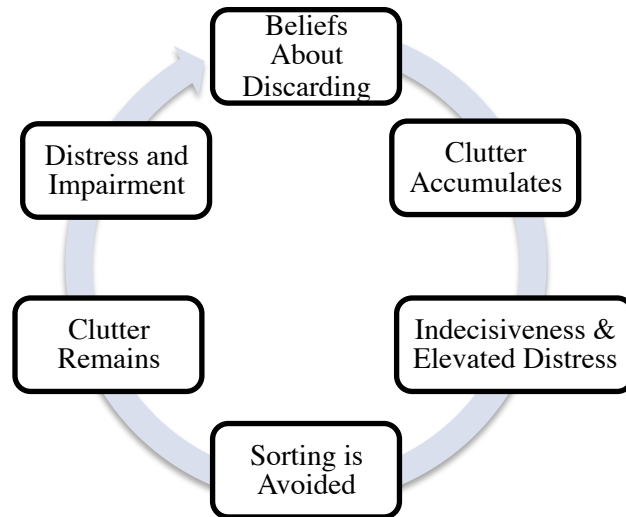 Beliefs
About
Discarding
Clutter
Accumulates
Indecisiveness &
Elevated Distress
Sorting is
Avoided
Clutter
Remains
Distress and
Impairment